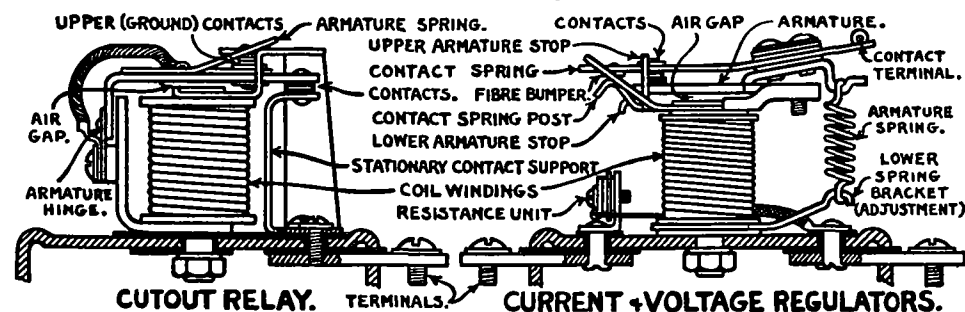 UPPER (GROUND) CONTACTS
ARMATURE SPRING.
AIR
GAP.
ARMATURE
HINGE.
CONTACTS.
STATIONARY CONTACT SUPPORT
COIL WINDINGS
RESISTANCE UNIT
CONTACTS
AIR GAP
ARMATURE.
UPPER ARMATURE STOP
CONTACT SPRING
FIBRE BUMPER
CONTACT SPRING POST
LOWER ARMATURE STOP
CONTACT
TERMINAL.
ARMATURE
SPRING.
LOWER
SPRING
BRACKET
(ADJUSTMENT)
CUTOUT RELAY.
TERMINALS.
CURRENT + VOLTAGE REGULATORS.